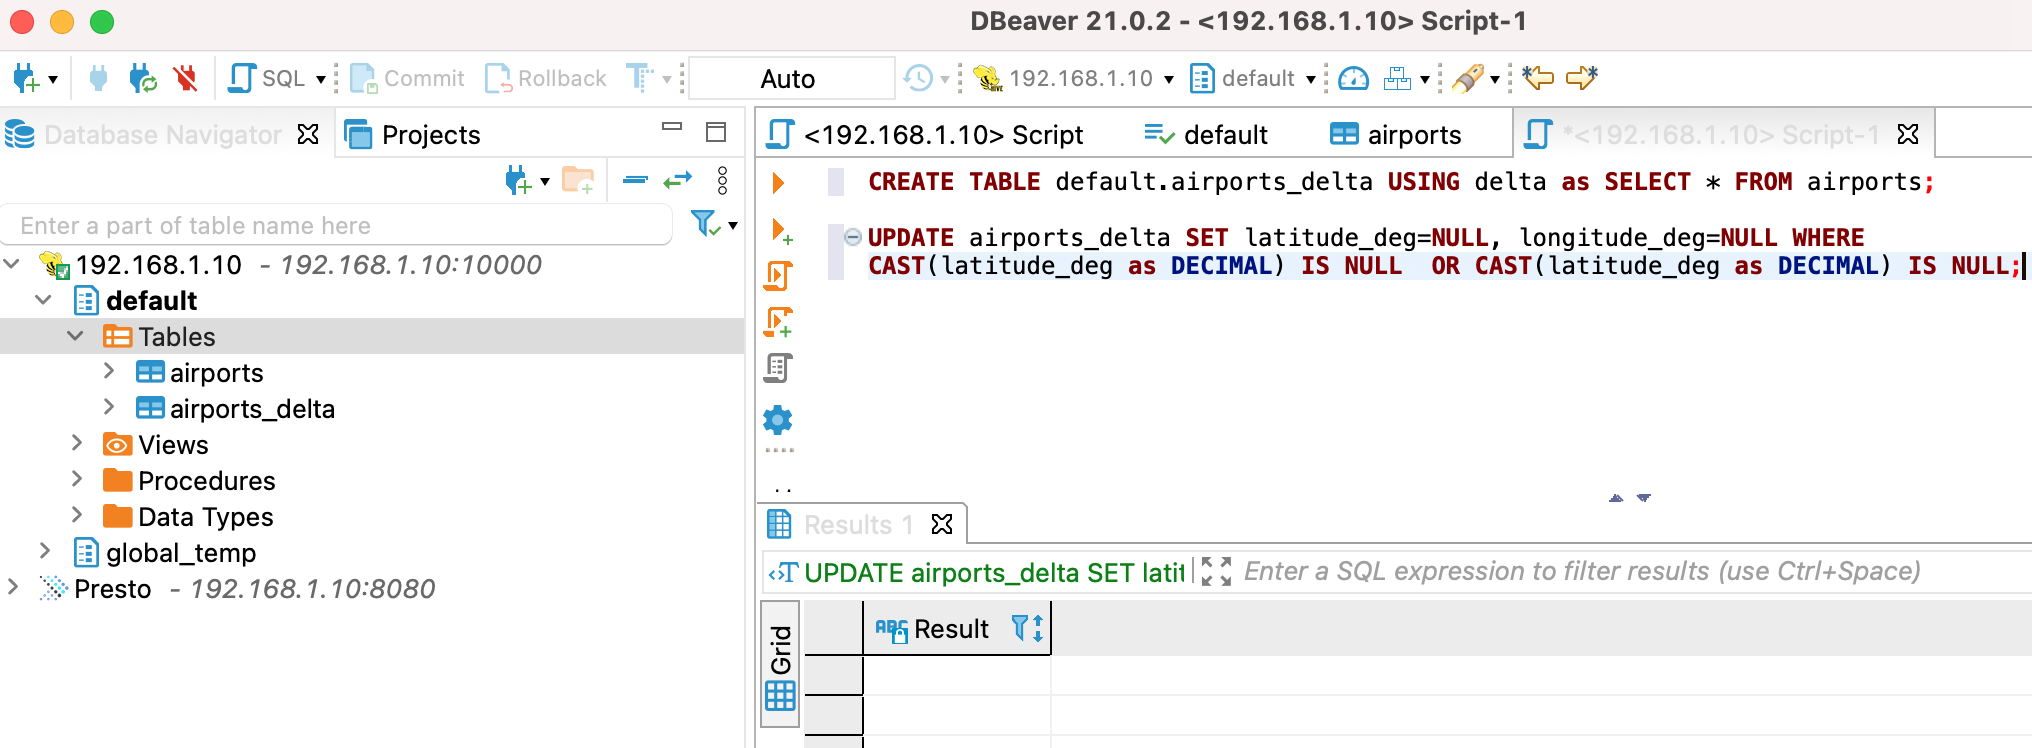 DBeaver 21.0.2 - <192.168.1.10> Script-1
SQL Commit Rollback Auto 192.168.1.10 default
Database Navigator Projects
<192.168.1.10> Script default airports *<192.168.1.10> Script-1
Enter a part of table name here
192.168.1.10 - 192.168.1.10:10000
default
Tables
airports
airports_delta
Views
Procedures
Data Types
global_temp
Presto - 192.168.1.10:8080
CREATE TABLE default.airports_delta USING delta as SELECT * FROM airports;
UPDATE airports_delta SET latitude_deg=NULL, longitude_deg=NULL WHERE
CAST(latitude_deg as DECIMAL) IS NULL  OR CAST(latitude_deg as DECIMAL) IS NULL;
Results 1
UPDATE airports_delta SET latit Enter a SQL expression to filter results (use Ctrl+Space)
Grid
ABC Result